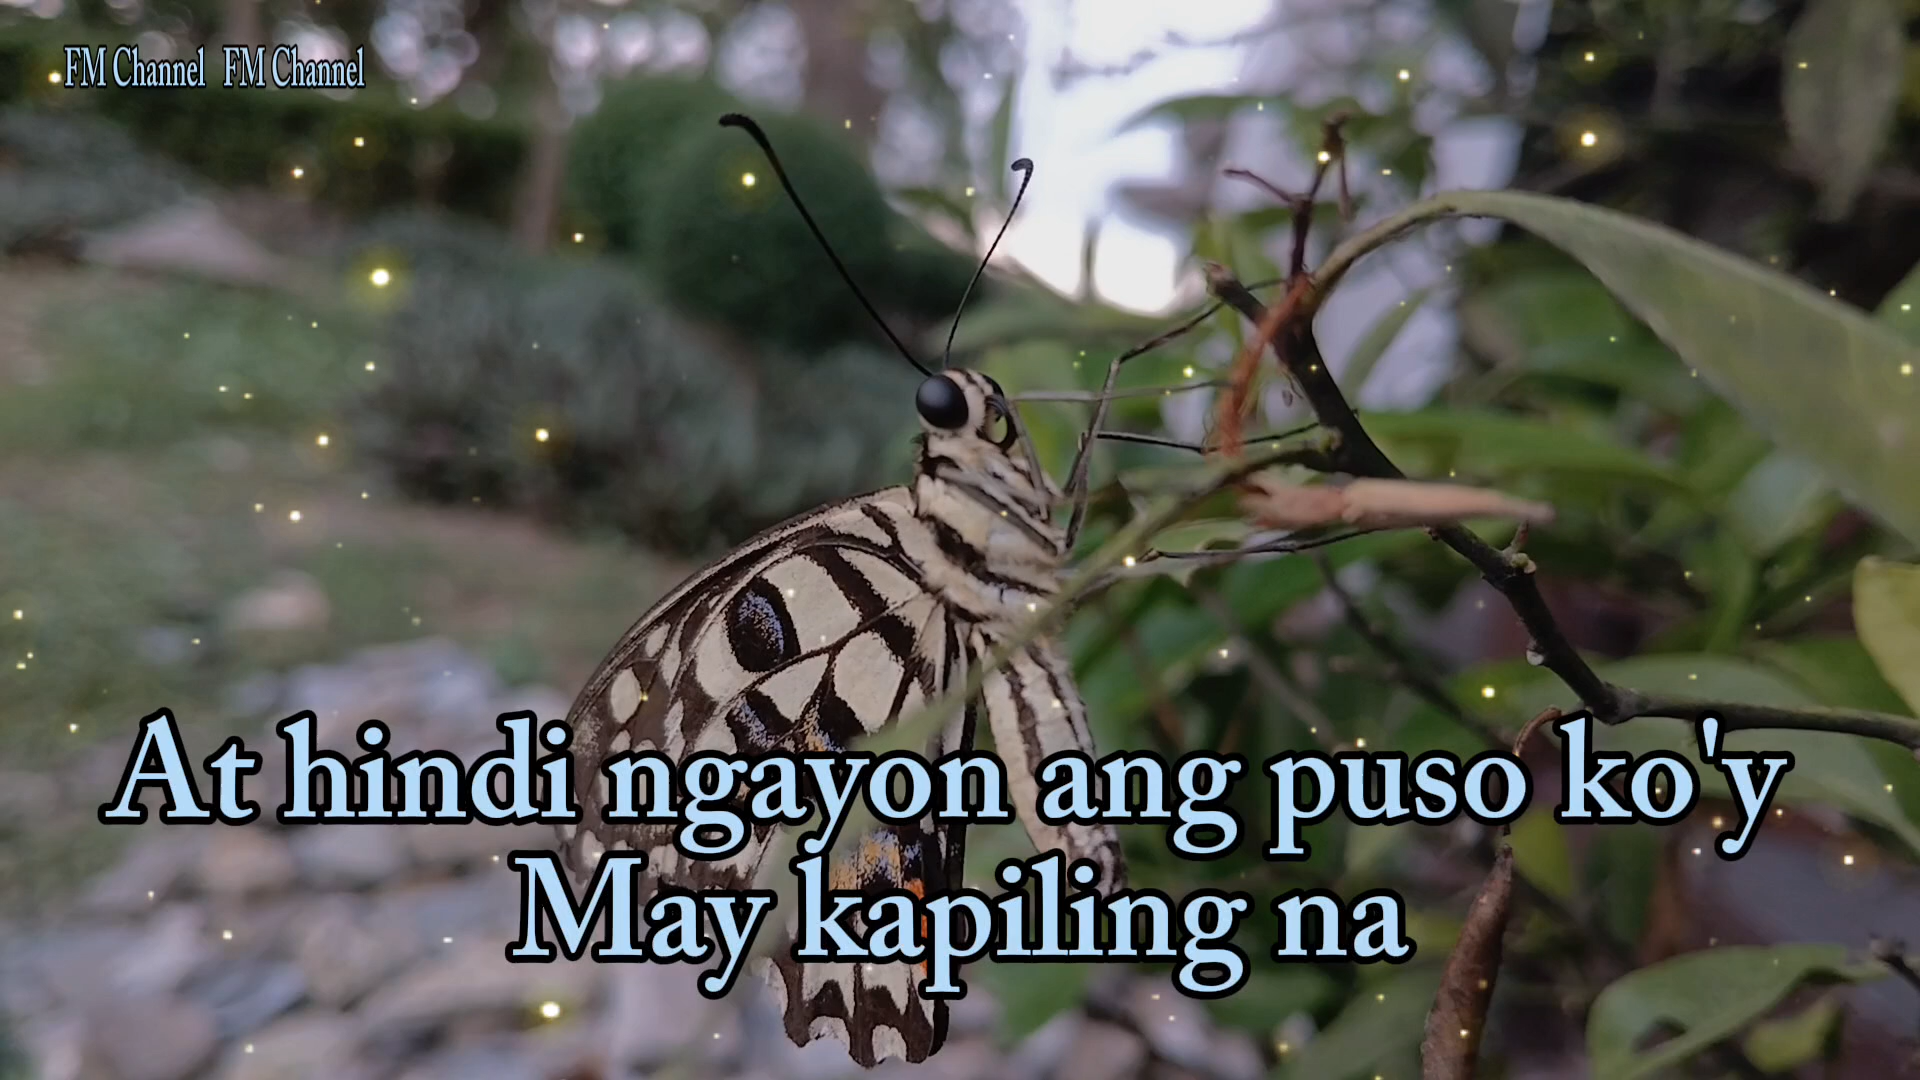 FM Channel FM Channel
At hindi ngayon ang puso ko'y
May kapiling na